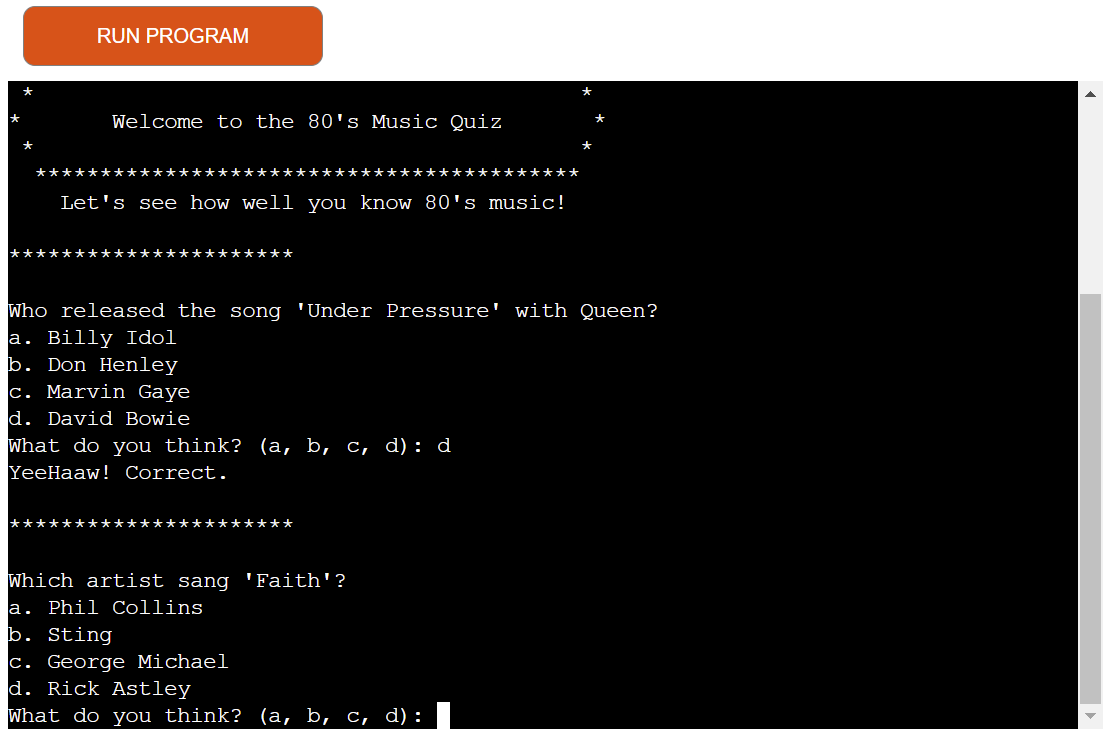 RUN PROGRAM
* *
* Welcome to the 80's Music Quiz *
* *
******************************************
Let's see how well you know 80's music!
**********************
Who released the song 'Under Pressure' with Queen?
a. Billy Idol
b. Don Henley
c. Marvin Gaye
d. David Bowie
What do you think? (a, b, c, d): d
YeeHaaw! Correct.
**********************
Which artist sang 'Faith'?
a. Phil Collins
b. Sting
c. George Michael
d. Rick Astley
What do you think? (a, b, c, d):